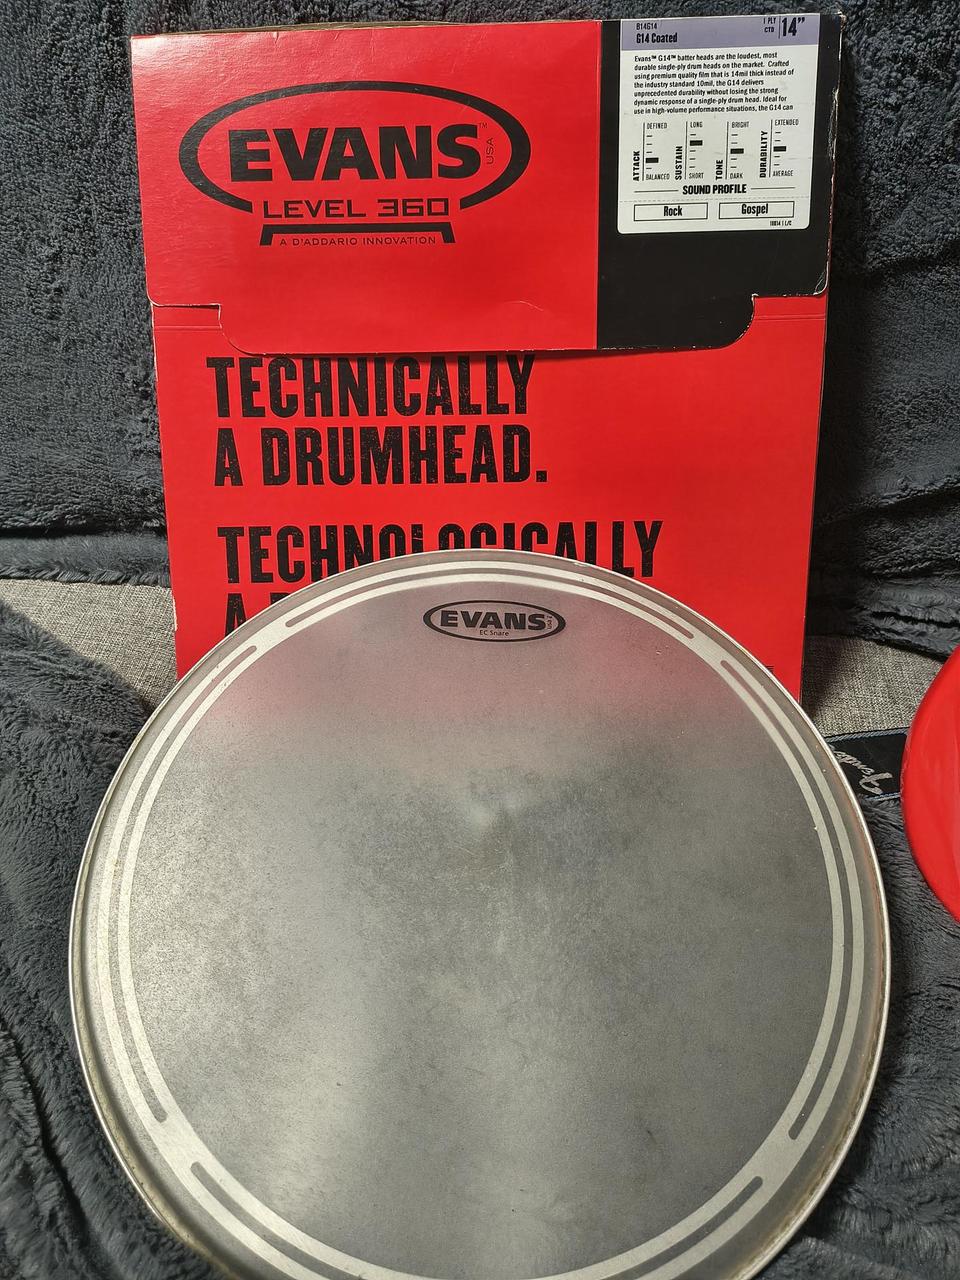 B14G14
G14 Coated
1 PLY
CTD
14"
Evans™ G14™ batter heads are the loudest, most
durable single-ply drum heads on the market. Crafted
using premium quality film that is 14mil thick instead of
the industry standard 10mil, the G14 delivers
unprecedented durability without losing the strong
dynamic response of a single-ply drum head. Ideal for
use in high-volume performance situations, the G14 can
ATTACK
DEFINED
BALANCED
SUSTAIN
LONG
SHORT
TONE
BRIGHT
DARK
DURABILITY
EXTENDED
AVERAGE
SOUND PROFILE
Rock
Gospel
EVANS™
USA
LEVEL 360
A D'ADDARIO INNOVATION
TECHNICALLY
A DRUMHEAD.
TECHNOLOGICALLY
A
EVANS
USA
EC Snare
Fender